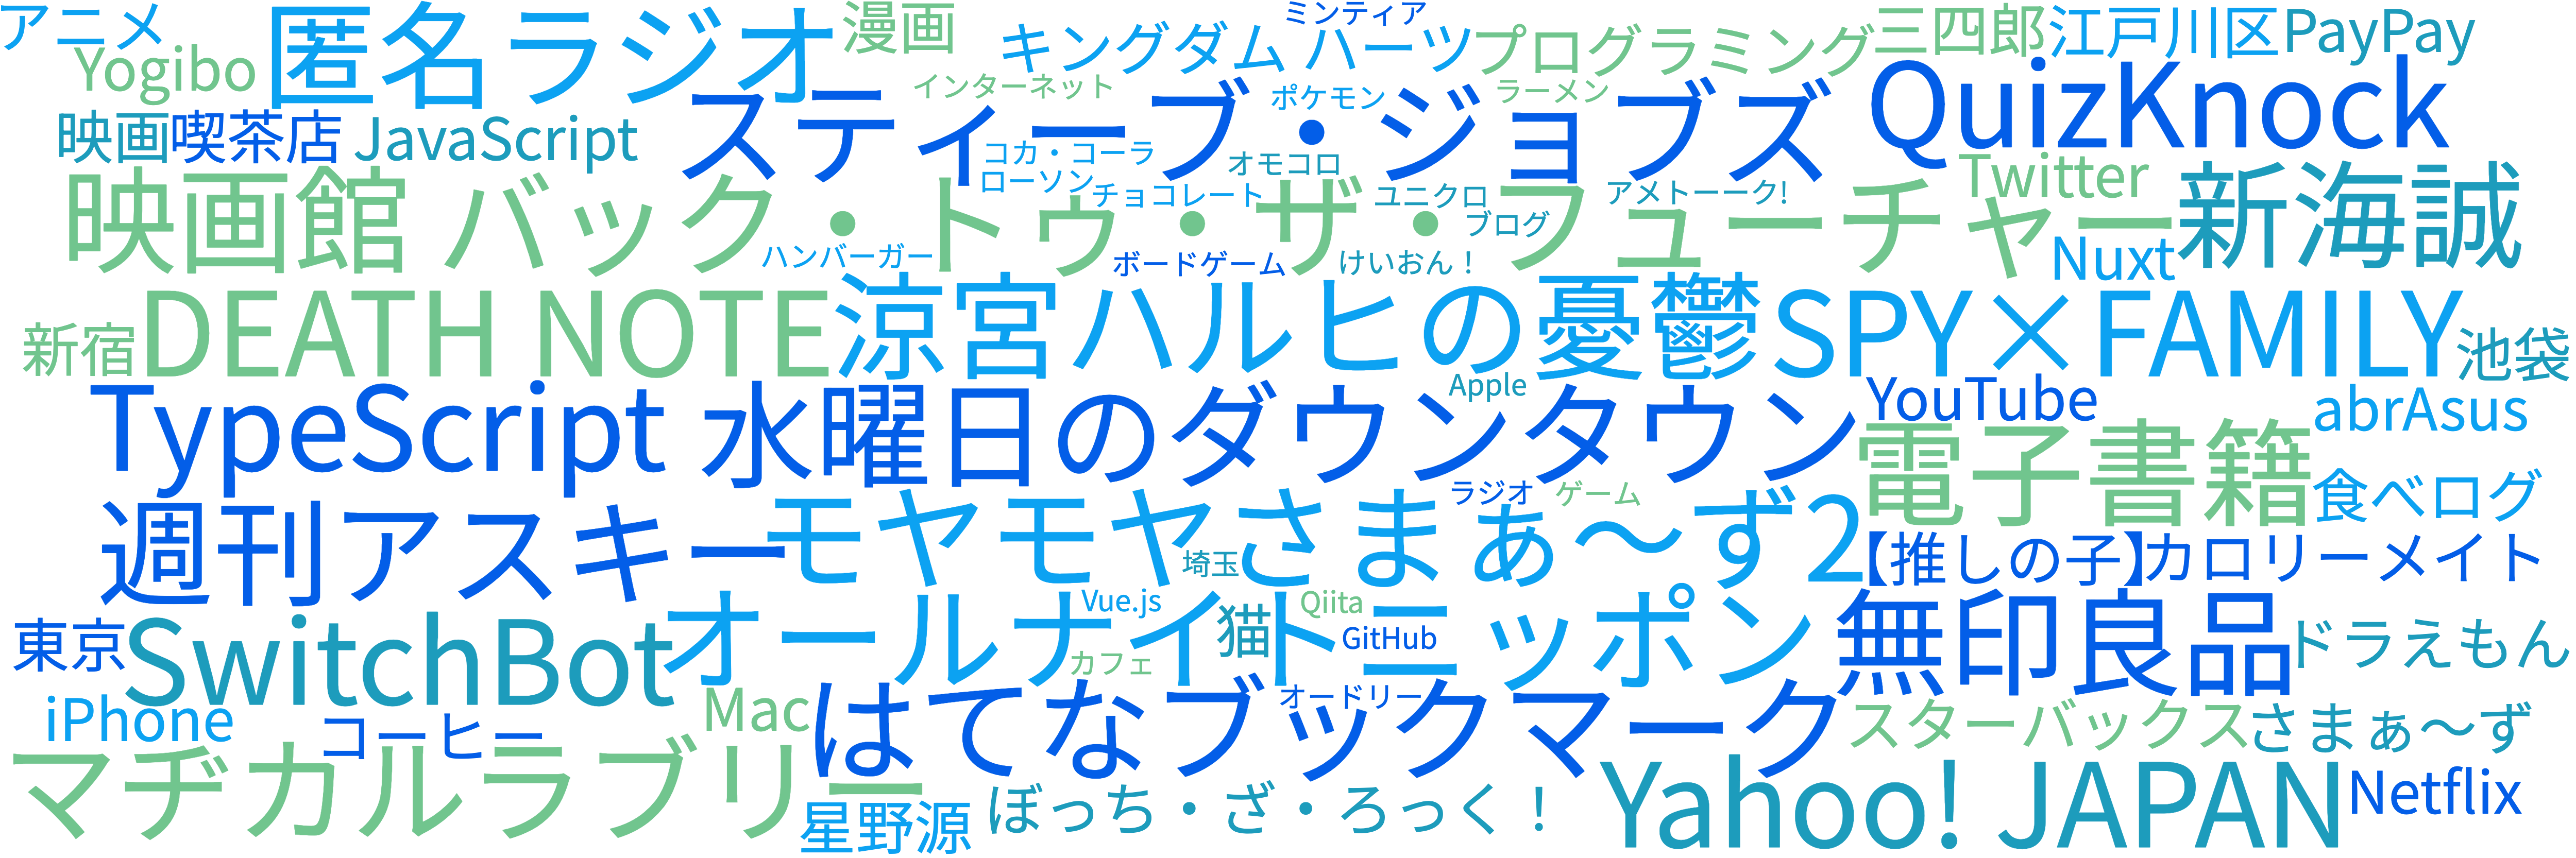 アニメ
Yogibo
匿名ラジオ
漫画
キングダム ハーツ
ミンティア
プログラミング
三四郎
江戸川区
PayPay
インターネット
ポケモン
ラーメン
QuizKnock
映画
喫茶店
JavaScript
スティーブ・ジョブズ
コカ・コーラ
オモコロ
ローソン
チョコレート
ユニクロ
アメトーーク!
Twitter
映画館
バック・トゥ・ザ・フューチャー
ブログ
新海誠
ハンバーガー
ボードゲーム
けいおん！
Nuxt
新宿
DEATH NOTE
涼宮ハルヒの憂鬱
SPY×FAMILY
池袋
TypeScript
水曜日のダウンタウン
Apple
YouTube
abrAsus
電子書籍
食べログ
週刊アスキー
モヤモヤさまぁ〜ず2
ラジオ
ゲーム
埼玉
【推しの子】
カロリーメイト
東京
SwitchBot
オールナイトニッポン
Vue.js
猫
Qiita
GitHub
カフェ
無印良品
ドラえもん
iPhone
コーヒー
Mac
はてなブックマーク
オードリー
スターバックス
さまぁ〜ず
マヂカルラブリー
星野源
ぼっち・ざ・ろっく！
Yahoo! JAPAN
Netflix